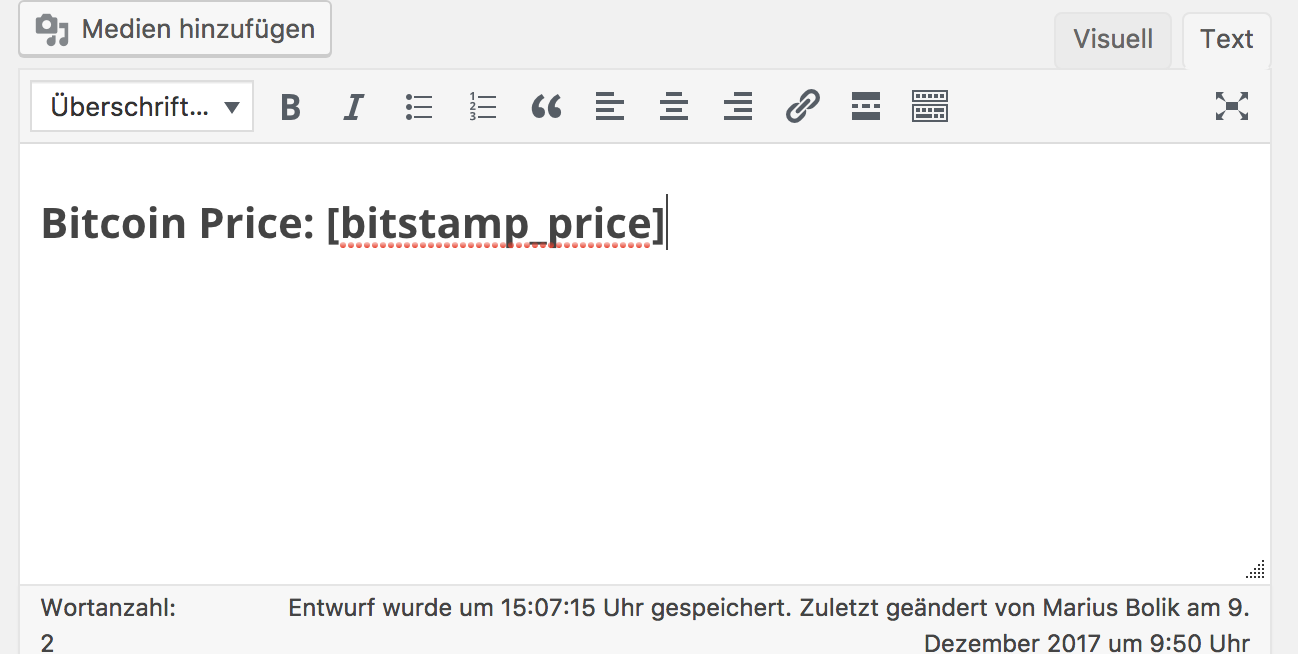 Medien hinzufügen
Visuell
Text
Überschrift...
Bitcoin Price: [bitstamp_price]
Wortanzahl:
2
Entwurf wurde um 15:07:15 Uhr gespeichert. Zuletzt geändert von Marius Bolik am 9.
Dezember 2017 um 9:50 Uhr